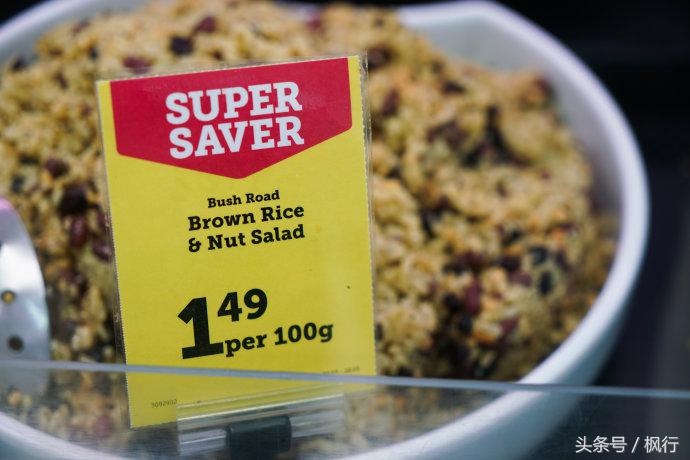 SUPER
SAVER
Bush Road
Brown Rice
& Nut Salad
1 49
per 100g
头条号 / 枫行